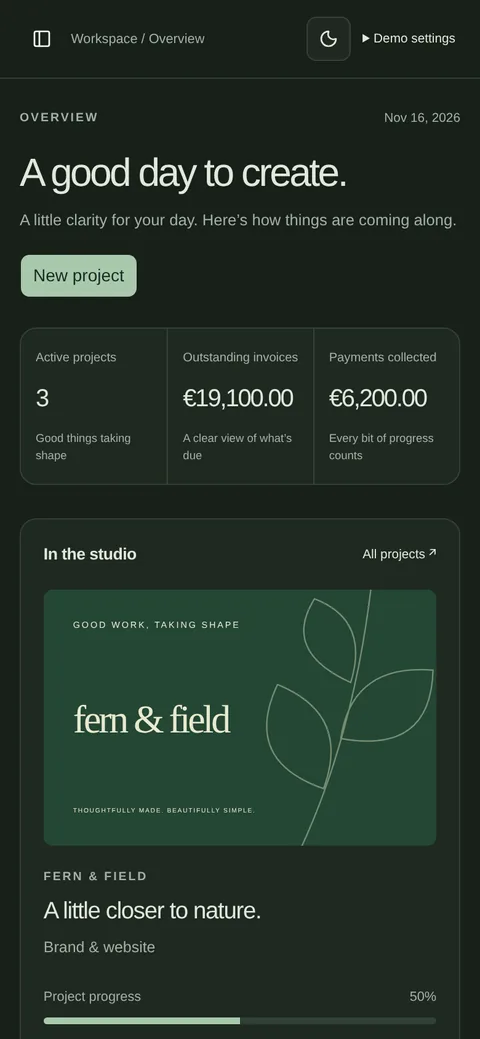 Workspace / Overview
Demo settings
OVERVIEW
Nov 16, 2026
A good day to create.
A little clarity for your day. Here’s how things are coming along.
New project
Active projects
3
Good things taking
shape
Outstanding invoices
€19,100.00
A clear view of what’s
due
Payments collected
€6,200.00
Every bit of progress
counts
In the studio
All projects
GOOD WORK, TAKING SHAPE
fern & field
THOUGHTFULLY MADE. BEAUTIFULLY SIMPLE.
FERN & FIELD
A little closer to nature.
Brand & website
Project progress
50%